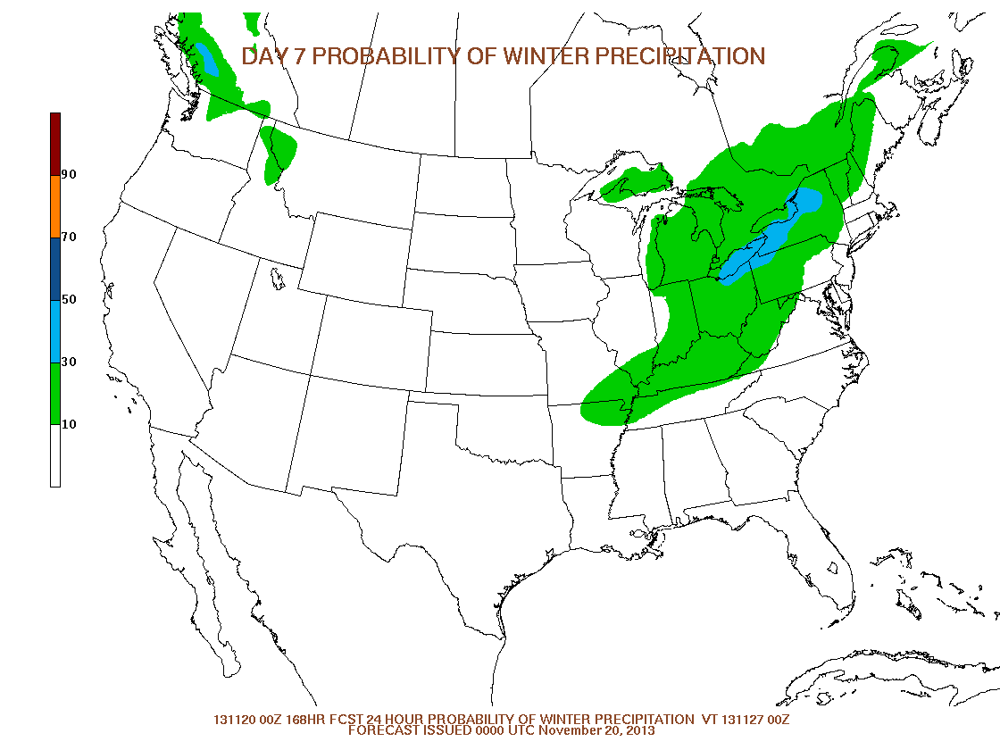 DAY 7 PROBABILITY OF WINTER PRECIPITATION
90
70
50
30
10
131120 00Z 168HR FCST 24 HOUR PROBABILITY OF WINTER PRECIPITATION VT 131127 00Z
FORECAST ISSUED 0000 UTC November 20, 2013